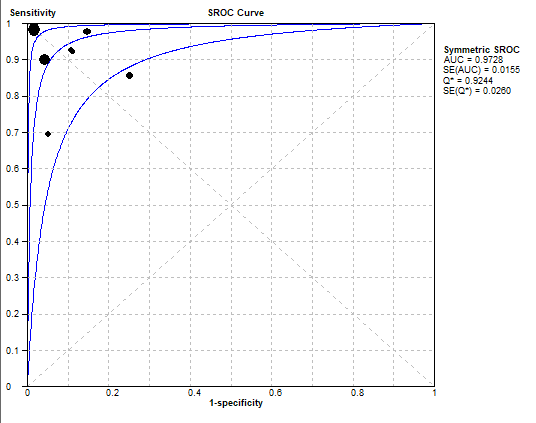 Sensitivity
SROC Curve
1
0.9
0.8
0.7
0.6
0.5
0.4
0.3
0.2
0.1
0
0 0.2 0.4 0.6 0.8 1
1-specificity
Symmetric SROC
AUC = 0.9728
SE(AUC) = 0.0155
Q* = 0.9244
SE(Q*) = 0.0260